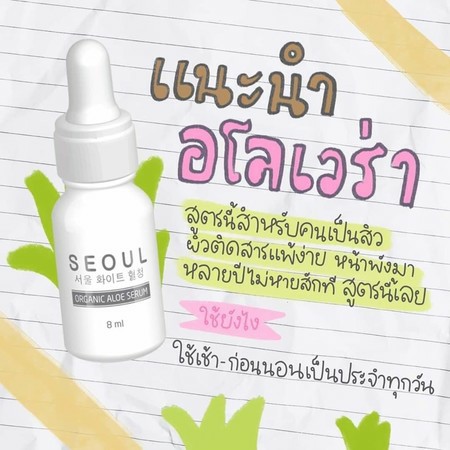 แนะนำ
อโลเวร่า
สูตรนี้สำหรับคนเป็นสิว
ผิวติดสารแพ้ง่าย หน้าพังมา
หลายปีไม่หายสักที สูตรนี้เลย
ใช้ยังไง
ใช้เช้า-ก่อนนอนเป็นประจำทุกวัน
SEOUL
서울 화이트 혈청
ORGANIC ALOE SERUM
8 ml